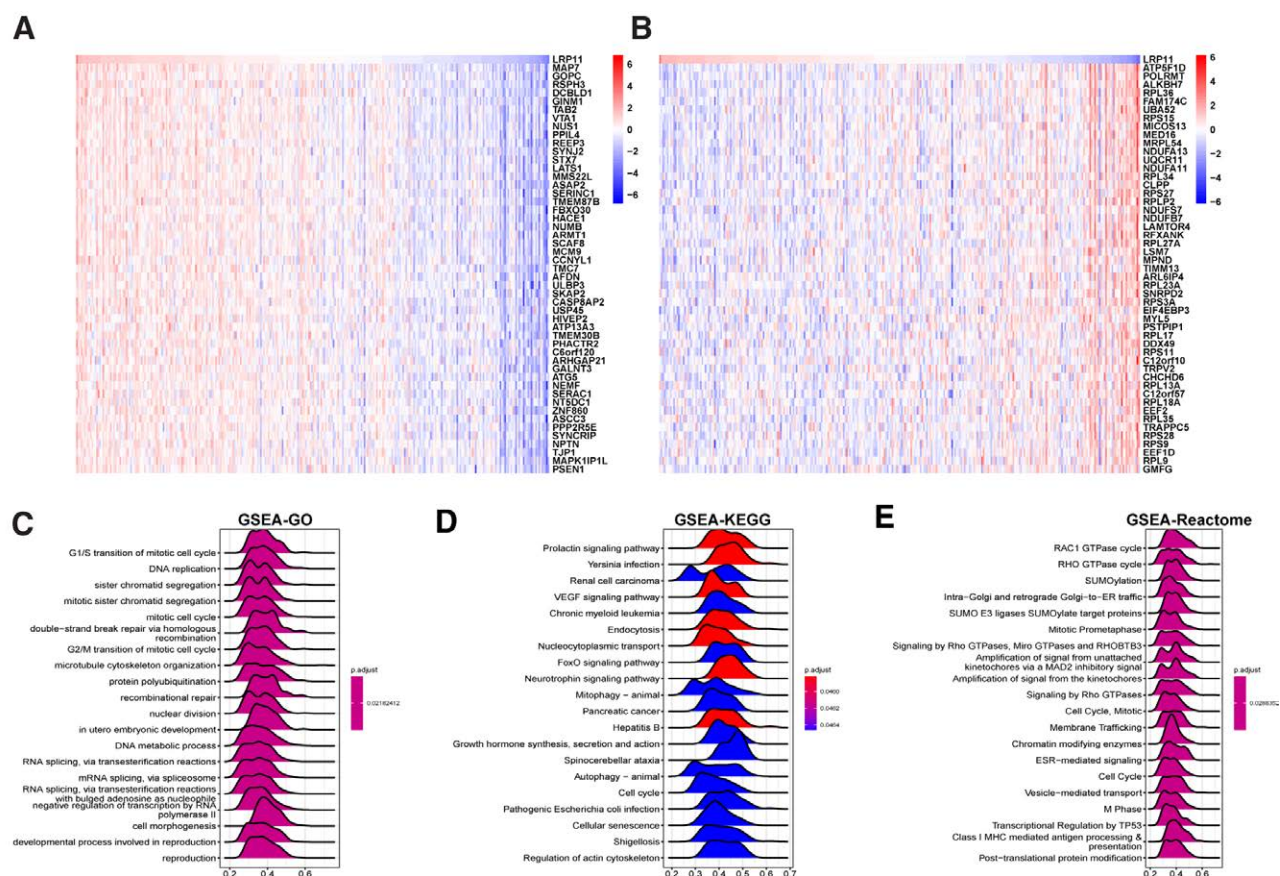 A
B
LRP11
MAP7
GOPC
RSPH3
DCBLD1
GINM1
TAB2
VTA1
NUS1
PPIL4
REEP3
SYNJ2
STX7
LATS1
MMS22L
ASAP2
SERINC1
TMEM87B
FBXO30
HACE1
NUMB
ARMT1
SCAF8
MCM9
CCNYL1
TMC7
AFDN
ULBP3
SKAP2
CASP8AP2
USP45
HIVEP2
ATP13A3
TMEM30B
PHACTR2
C6orf120
ARHGAP21
GALNT3
ATG5
NEMF
SERAC1
NT5DC1
ZNF860
ASCC3
PPP2R5E
SYNCRIP
NPTN
TJP1
MAPK1IP1L
PSEN1
6
4
2
0
−2
−4
−6
LRP11
ATP5F1D
POLRMT
ALKBH7
RPL36
FAM174C
UBA52
RPS15
MICOS13
MED16
MRPL54
NDUFA13
UQCR11
NDUFA11
RPL34
CLPP
RPS27
RPLP2
NDUFS7
NDUFB7
LAMTOR4
RFXANK
RPL27A
LSM7
MPND
TIMM13
ARL6IP4
RPL23A
SNRPD2
RPS3A
EIF4EBP3
MYL5
PSTPIP1
RPL17
DDX49
RPS11
C12orf10
TRPV2
CHCHD6
RPL13A
C12orf57
RPL18A
EEF2
RPL35
TRAPPC5
RPS28
RPS9
EEF1D
RPL9
GMFG
6
4
2
0
−2
−4
−6
C
GSEA-GO
G1/S transition of mitotic cell cycle
DNA replication
sister chromatid segregation
mitotic sister chromatid segregation
mitotic cell cycle
double-strand break repair via homologous
recombination
G2/M transition of mitotic cell cycle
microtubule cytoskeleton organization
protein polyubiquitination
recombinational repair
nuclear division
in utero embryonic development
DNA metabolic process
RNA splicing, via transesterification reactions
mRNA splicing, via spliceosome
RNA splicing, via transesterification reactions
with bulged adenosine as nucleophile
negative regulation of transcription by RNA
polymerase II
cell morphogenesis
developmental process involved in reproduction
reproduction
0.2 0.4 0.6
p.adjust
0.02162412
D
GSEA-KEGG
Prolactin signaling pathway
Yersinia infection
Renal cell carcinoma
VEGF signaling pathway
Chronic myeloid leukemia
Endocytosis
Nucleocytoplasmic transport
FoxO signaling pathway
Neurotrophin signaling pathway
Mitophagy − animal
Pancreatic cancer
Hepatitis B
Growth hormone synthesis, secretion and action
Spinocerebellar ataxia
Autophagy − animal
Cell cycle
Pathogenic Escherichia coli infection
Cellular senescence
Shigellosis
Regulation of actin cytoskeleton
0.2 0.3 0.4 0.5 0.6 0.7
p.adjust
0.0460
0.0462
0.0464
E
GSEA-Reactome
RAC1 GTPase cycle
RHO GTPase cycle
SUMOylation
Intra-Golgi and retrograde Golgi-to-ER traffic
SUMO E3 ligases SUMOylate target proteins
Mitotic Prometaphase
Signaling by Rho GTPases, Miro GTPases and RHOBTB3
Amplification of signal from unattached
kinetochores via a MAD2 inhibitory signal
Amplification of signal from the kinetochores
Signaling by Rho GTPases
Cell Cycle, Mitotic
Membrane Trafficking
Chromatin modifying enzymes
ESR-mediated signaling
Cell Cycle
Vesicle-mediated transport
M Phase
Transcriptional Regulation by TP53
Class I MHC mediated antigen processing &
presentation
Post-translational protein modification
0.2 0.4 0.6
p.adjust